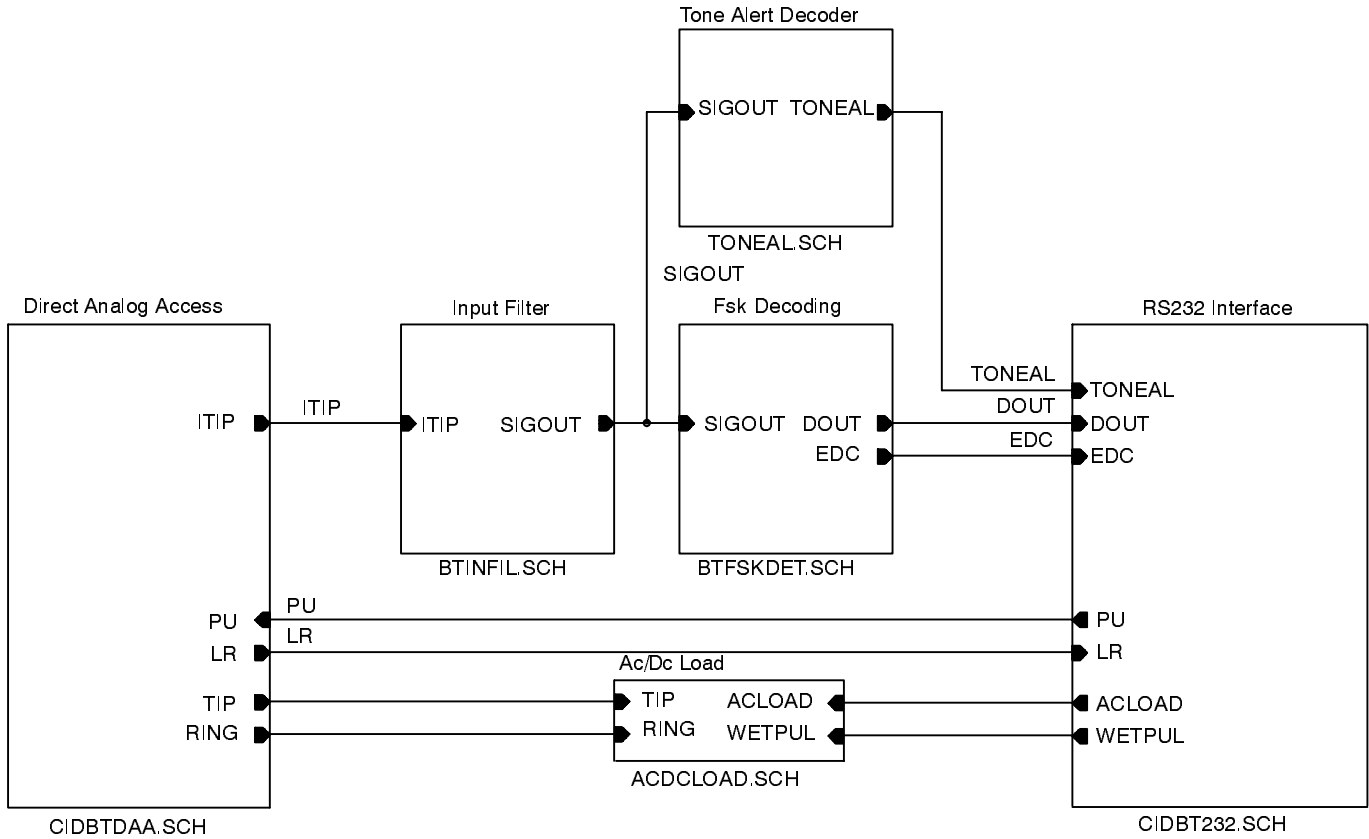 Tone Alert Decoder
SIGOUT TONEAL
TONEAL.SCH
SIGOUT
Direct Analog Access
ITIP
PU
LR
TIP
RING
CIDBTDAA.SCH
ITIP
Input Filter
ITIP SIGOUT
BTINFIL.SCH
Fsk Decoding
SIGOUT DOUT
EDC
BTFSKDET.SCH
TONEAL
DOUT
EDC
RS232 Interface
TONEAL
DOUT
EDC
PU
LR
ACLOAD
WETPUL
CIDBT232.SCH
PU
LR
Ac/Dc Load
TIP ACLOAD
RING WETPUL
ACDCLOAD.SCH